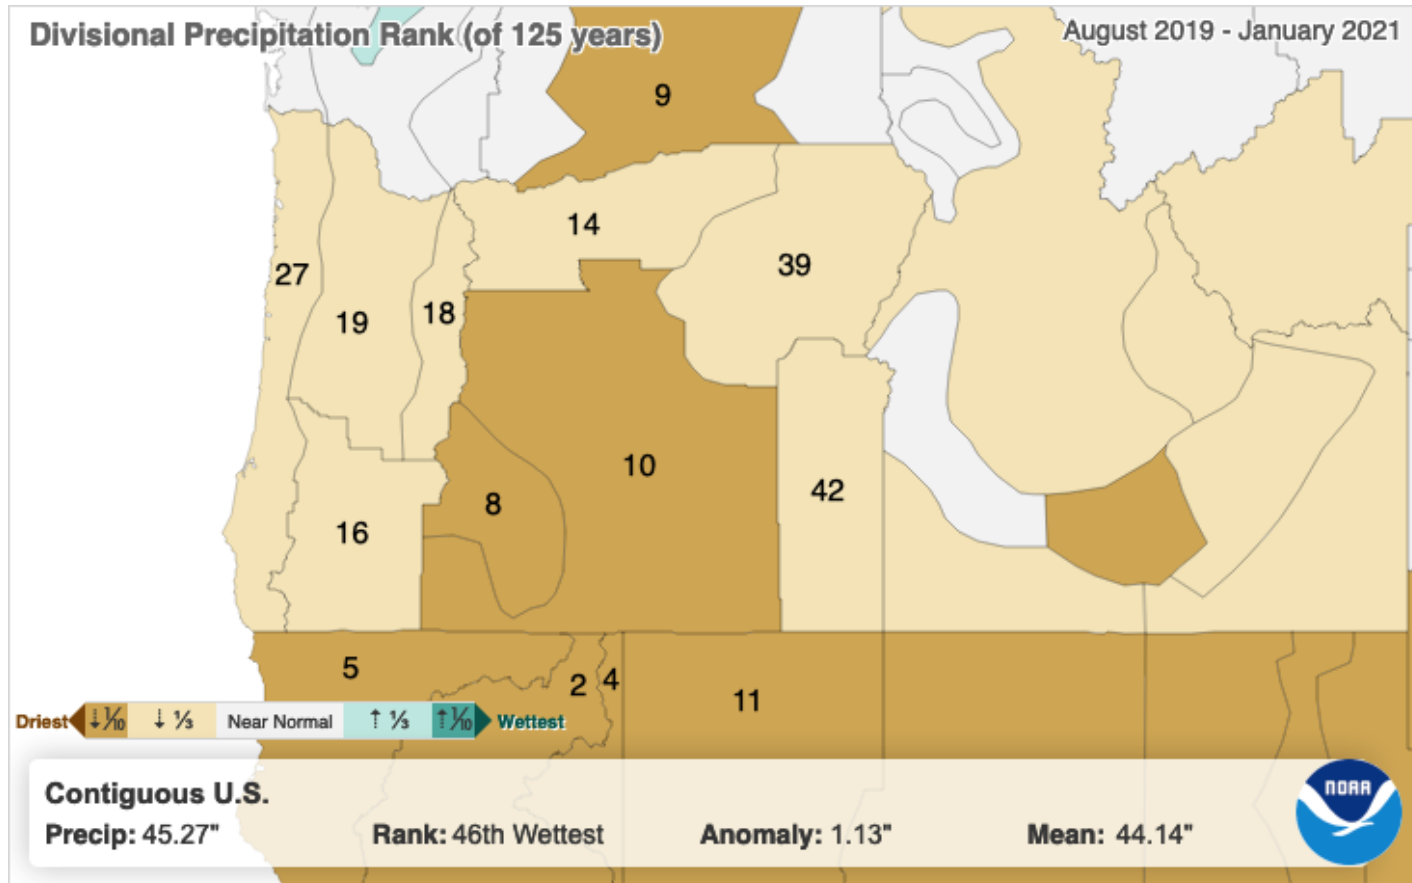 Divisional Precipitation Rank (of 125 years)
August 2019 - January 2021
9
14
39
27
19
18
10
42
8
16
5
2
4
11
Driest ⇣ 1⁄10 ⇣ 1⁄3 Near Normal ⇡ 1⁄3 ⇡ 1⁄10 Wettest
Contiguous U.S.
Precip: 45.27" Rank: 46th Wettest Anomaly: 1.13" Mean: 44.14"
NOAA